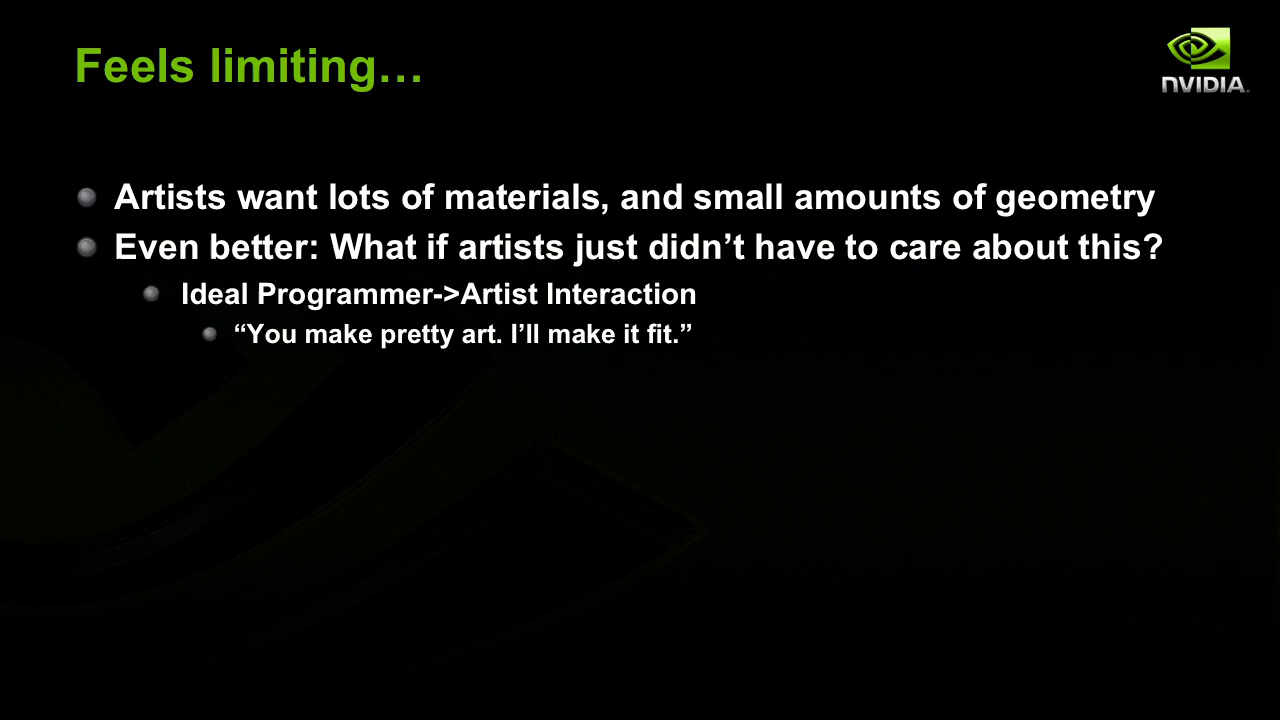 Feels limiting…
NVIDIA
Artists want lots of materials, and small amounts of geometry
Even better: What if artists just didn’t have to care about this?
Ideal Programmer->Artist Interaction
“You make pretty art. I’ll make it fit.”